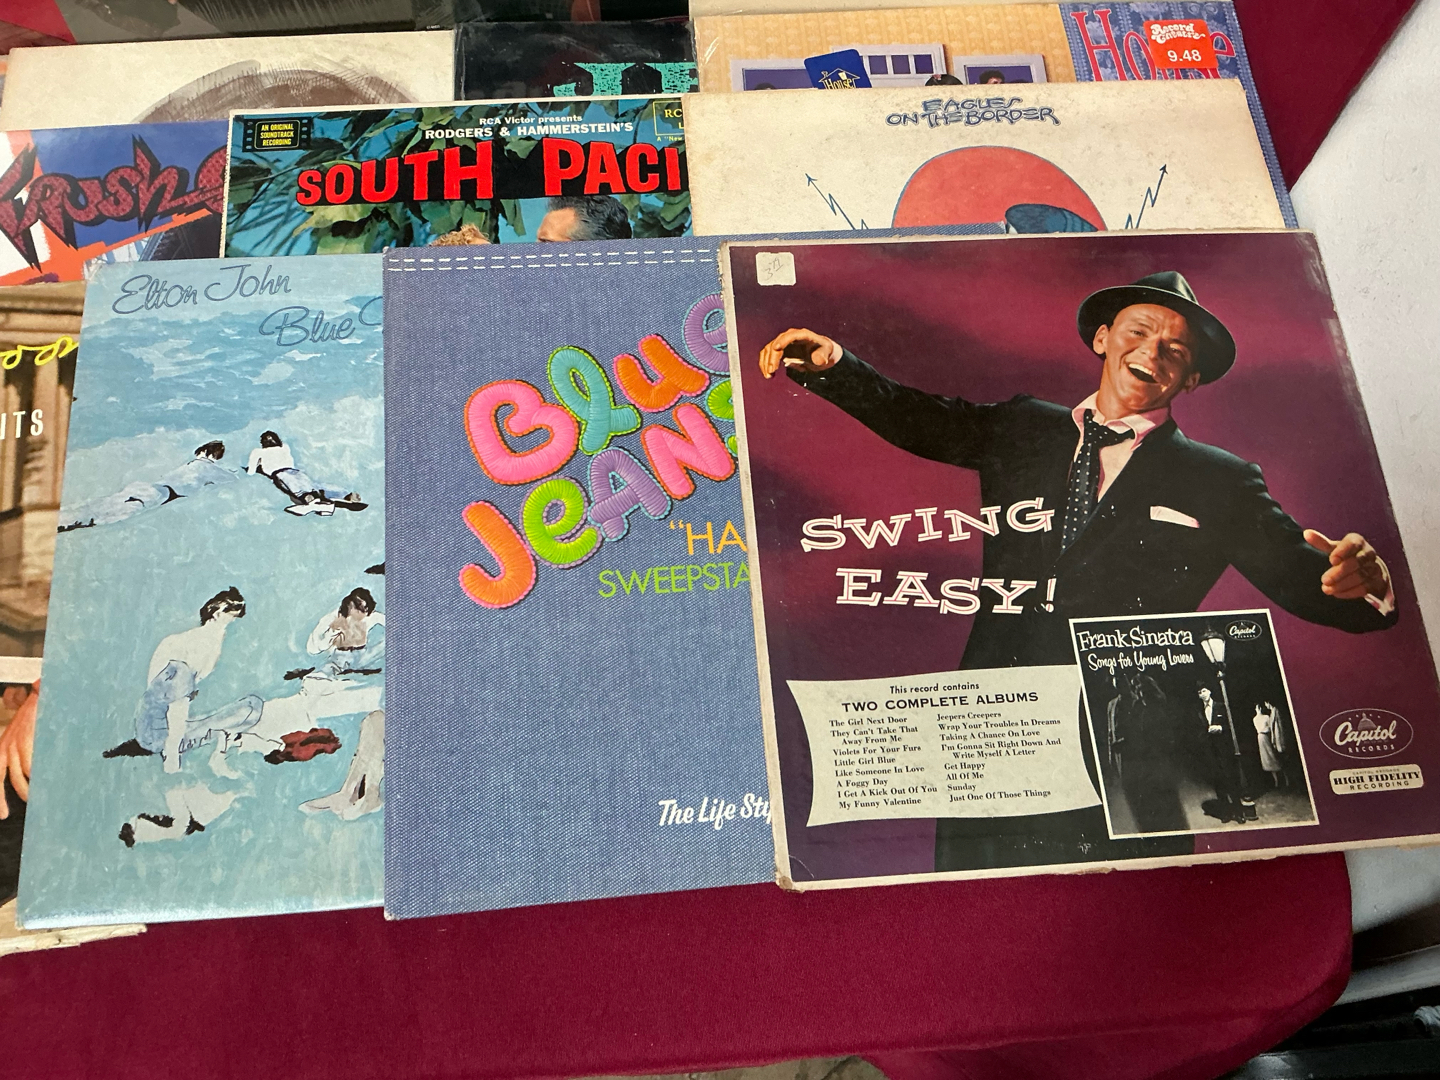 Record
9.48
House
EAGLES
ON THE BORDER
AN ORIGINAL
SOUNDTRACK
RECORDING
RCA Victor presents
RODGERS & HAMMERSTEIN'S
RC
SOUTH PACI
Elton John
Blue
ITS
Blue
JEANS
"HA
SWEEPSTA
The Life Sty
SWING
EASY!
Frank Sinatra
Songs for Young Lovers
Capitol
This record contains
TWO COMPLETE ALBUMS
The Girl Next Door
They Can't Take That
Away From Me
Violets For Your Furs
Little Girl Blue
Like Someone In Love
A Foggy Day
I Get A Kick Out Of You
My Funny Valentine
Jeepers Creepers
Wrap Your Troubles In Dreams
Taking A Chance On Love
I'm Gonna Sit Right Down And
Write Myself A Letter
Get Happy
All Of Me
Sunday
Just One Of Those Things
Capitol
RECORDS
HIGH FIDELITY
RECORDING